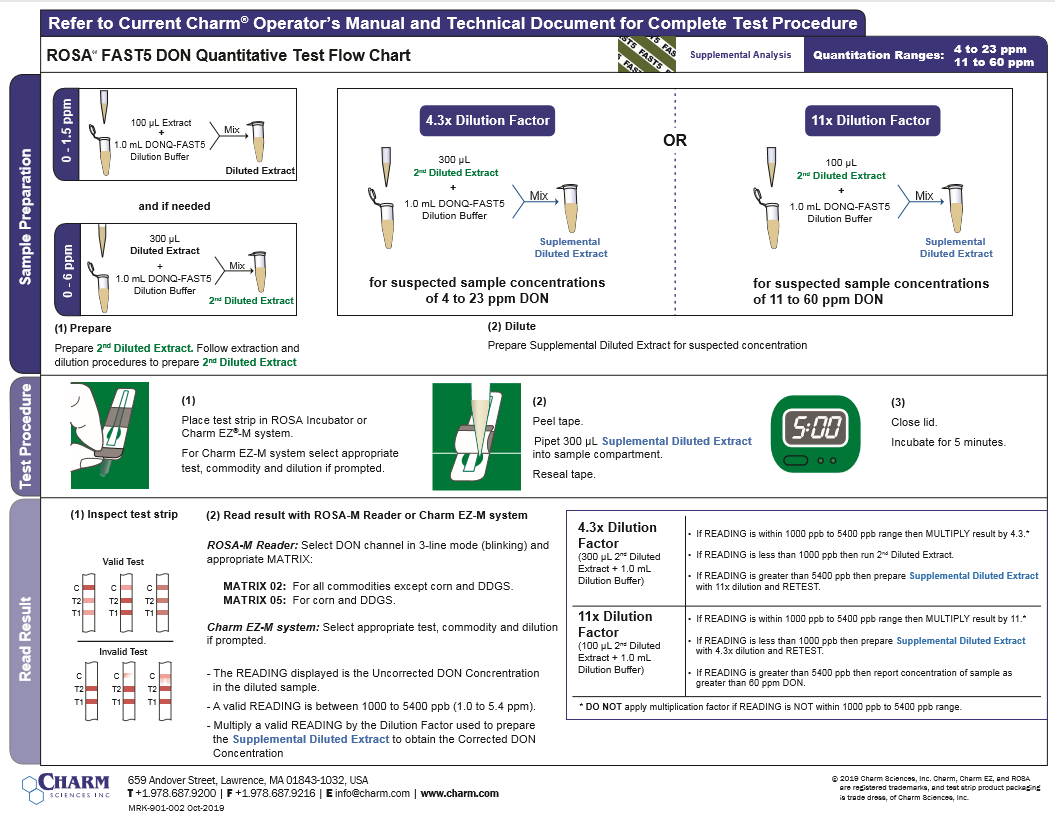 Refer to Current Charm® Operator's Manual and Technical Document for Complete Test Procedure
ROSA℠ FAST5 DON Quantitative Test Flow Chart
FAST5
Supplemental Analysis
Quantitation Ranges:
4 to 23 ppm
11 to 60 ppm
Sample Preparation
0 - 1.5 ppm
100 µL Extract
+
1.0 mL DONQ-FAST5
Dilution Buffer
Mix
Diluted Extract
and if needed
0 - 6 ppm
300 µL
Diluted Extract
+
1.0 mL DONQ-FAST5
Dilution Buffer
Mix
2nd Diluted Extract
(1) Prepare
Prepare 2nd Diluted Extract. Follow extraction and
dilution procedures to prepare 2nd Diluted Extract
4.3x Dilution Factor
300 µL
2nd Diluted Extract
+
1.0 mL DONQ-FAST5
Dilution Buffer
Mix
Suplemental
Diluted Extract
for suspected sample concentrations
of 4 to 23 ppm DON
OR
11x Dilution Factor
100 µL
2nd Diluted Extract
+
1.0 mL DONQ-FAST5
Dilution Buffer
Mix
Suplemental
Diluted Extract
for suspected sample concentrations
of 11 to 60 ppm DON
(2) Dilute
Prepare Supplemental Diluted Extract for suspected concentration
Test Procedure
(1)
Place test strip in ROSA Incubator or
Charm EZ®-M system.
For Charm EZ-M system select appropriate
test, commodity and dilution if prompted.
(2)
Peel tape.
Pipet 300 µL Suplemental Diluted Extract
into sample compartment.
Reseal tape.
5:00
(3)
Close lid.
Incubate for 5 minutes.
Read Result
(1) Inspect test strip
Valid Test
C C C
T2 T2 T2
T1 T1 T1
Invalid Test
C C C
T2 T2 T2
T1 T1 T1
(2) Read result with ROSA-M Reader or Charm EZ-M system
ROSA-M Reader: Select DON channel in 3-line mode (blinking) and
appropriate MATRIX:
MATRIX 02: For all commodities except corn and DDGS.
MATRIX 05: For corn and DDGS.
Charm EZ-M system: Select appropriate test, commodity and dilution
if prompted.
- The READING displayed is the Uncorrected DON Concrentration
in the diluted sample.
- A valid READING is between 1000 to 5400 ppb (1.0 to 5.4 ppm).
- Multiply a valid READING by the Dilution Factor used to prepare
the Supplemental Diluted Extract to obtain the Corrected DON
Concentration
4.3x Dilution
Factor
(300 µL 2nd Diluted
Extract + 1.0 mL
Dilution Buffer)
• If READING is within 1000 ppb to 5400 ppb range then MULTIPLY result by 4.3.*
• If READING is less than 1000 ppb then run 2nd Diluted Extract.
• If READING is greater than 5400 ppb then prepare Supplemental Diluted Extract
with 11x dilution and RETEST.
11x Dilution
Factor
(100 µL 2nd Diluted
Extract + 1.0 mL
Dilution Buffer)
• If READING is within 1000 ppb to 5400 ppb range then MULTIPLY result by 11.*
• If READING is less than 1000 ppb then prepare Supplemental Diluted Extract
with 4.3x dilution and RETEST.
• If READING is greater than 5400 ppb then report concentration of sample as
greater than 60 ppm DON.
* DO NOT apply multiplication factor if READING is NOT within 1000 ppb to 5400 ppb range.
CHARM
SCIENCES INC
659 Andover Street, Lawrence, MA 01843-1032, USA
T +1.978.687.9200 | F +1.978.687.9216 | E info@charm.com | www.charm.com
MRK-901-002 Oct-2019
© 2019 Charm Sciences, Inc. Charm, Charm EZ, and ROSA
are registered trademarks, and test strip product packaging
is trade dress, of Charm Sciences, Inc.